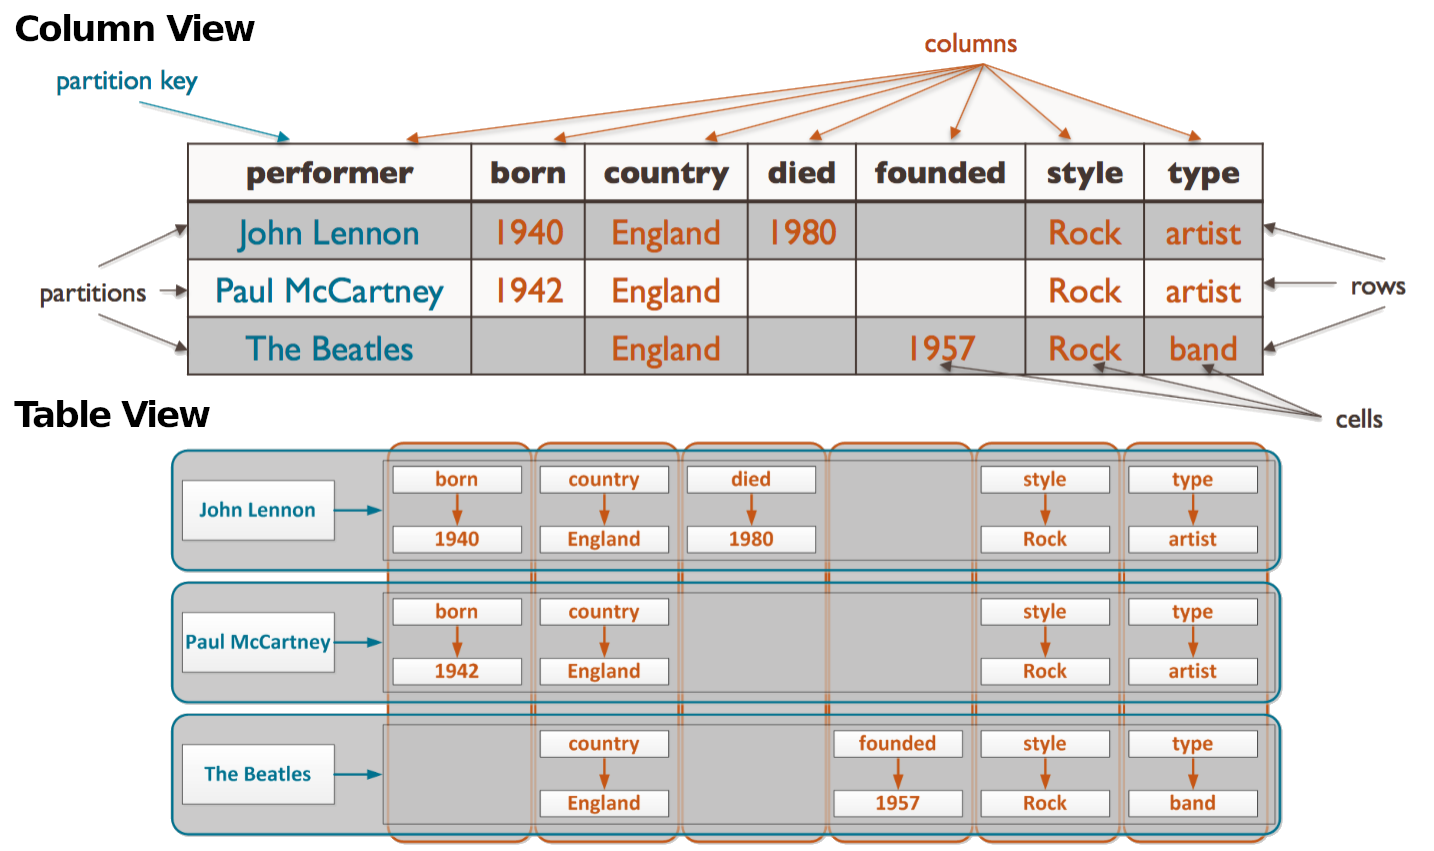 Column View
columns
partition key
performer born country died founded style type
John Lennon 1940 England 1980 Rock artist
partitions Paul McCartney 1942 England Rock artist rows
The Beatles England 1957 Rock band
Table View
cells
born country died style type
John Lennon
1940 England 1980 Rock artist
born country style type
Paul McCartney
1942 England Rock artist
country founded style type
The Beatles
England 1957 Rock band